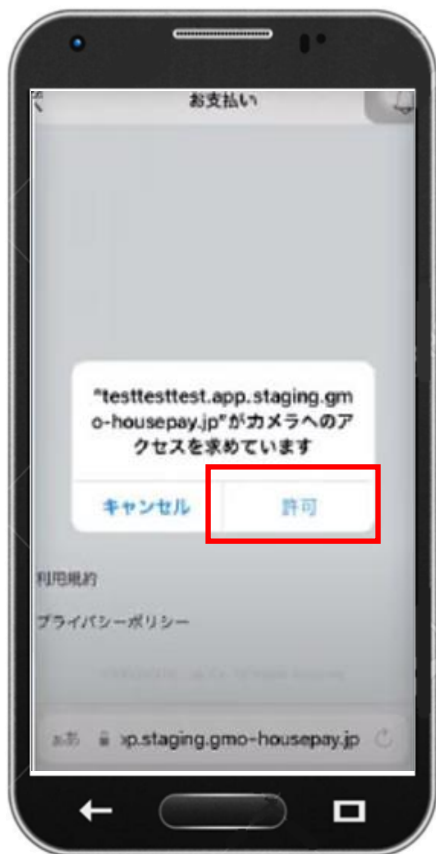 お支払い
"testtesttest.app.staging.gm
o-housepay.jp"がカメラへのア
クセスを求めています
キャンセル
許可
利用規約
プライバシーポリシー
ぁあ
p.staging.gmo-housepay.jp